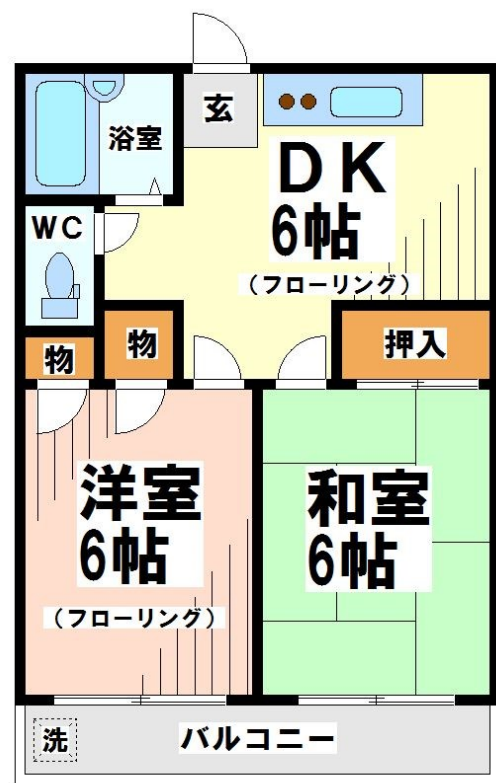 玄
浴室
DK
6帖
(フローリング)
WC
物
物
押入
洋室
6帖
(フローリング)
和室
6帖
洗
バルコニー